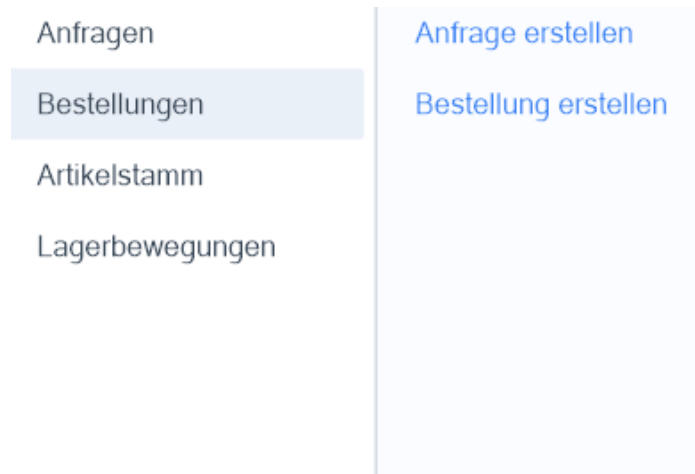 Anfragen
Bestellungen
Artikelstamm
Lagerbewegungen
Anfrage erstellen
Bestellung erstellen